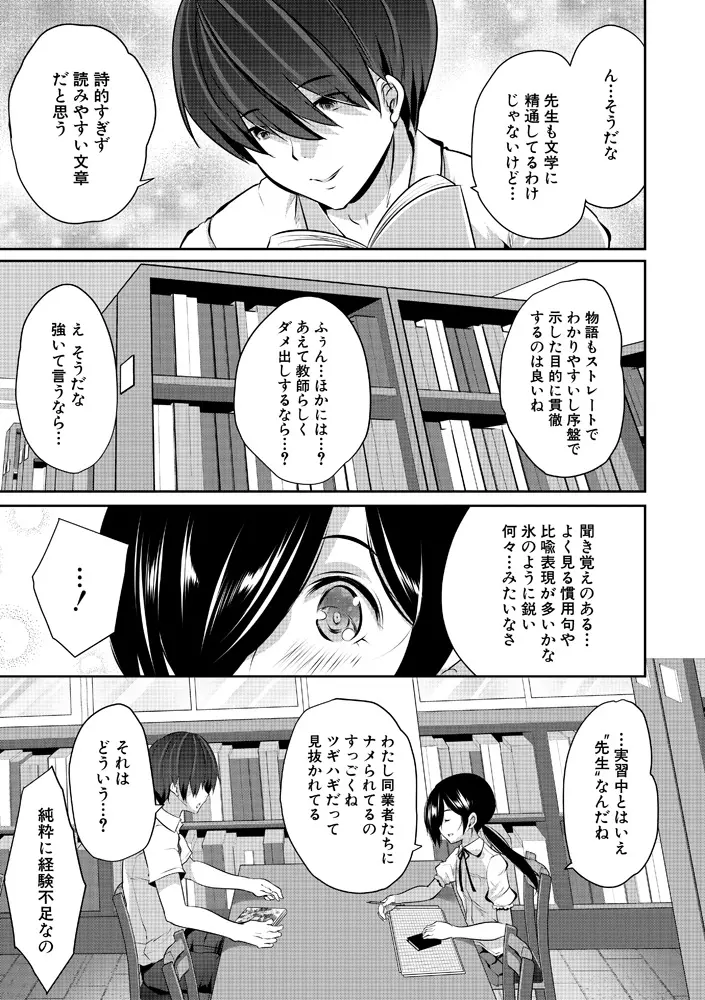 ん…そうだな
先生も文学に
精通してるわけ
じゃないけど…
詩的すぎず
読みやすい文章
だと思う
物語もストレートで
わかりやすいし序盤で
示した目的に貫徹
するのは良いね
ふぅん…ほかには…?
あえて教師らしく
ダメ出しするなら…?
え そうだな
強いて言うなら…
聞き覚えのある…
よく見る慣用句や
比喩表現が多いかな
氷のように鋭い
何々…みたいなさ
…!
…実習中とはいえ
〝先生〟なんだね
わたし同業者たちに
ナメられてるの
すっごくね
ツギハギだって
見抜かれてる
それは
どういう…?
純粋に経験不足なの